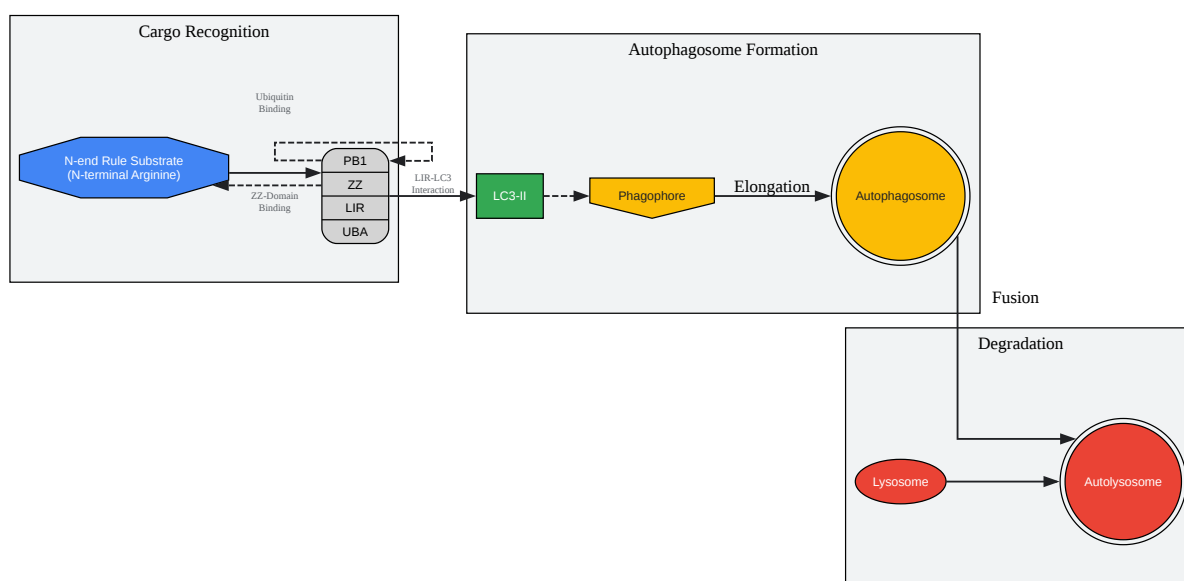 Cargo Recognition
Autophagosome Formation
Ubiquitin
Binding
N-end Rule Substrate
(N-terminal Arginine)
PB1
ZZ
LIR
UBA
ZZ-Domain
Binding
LIR-LC3
Interaction
LC3-II
Phagophore
Elongation
Autophagosome
Fusion
Degradation
Lysosome
Autolysosome